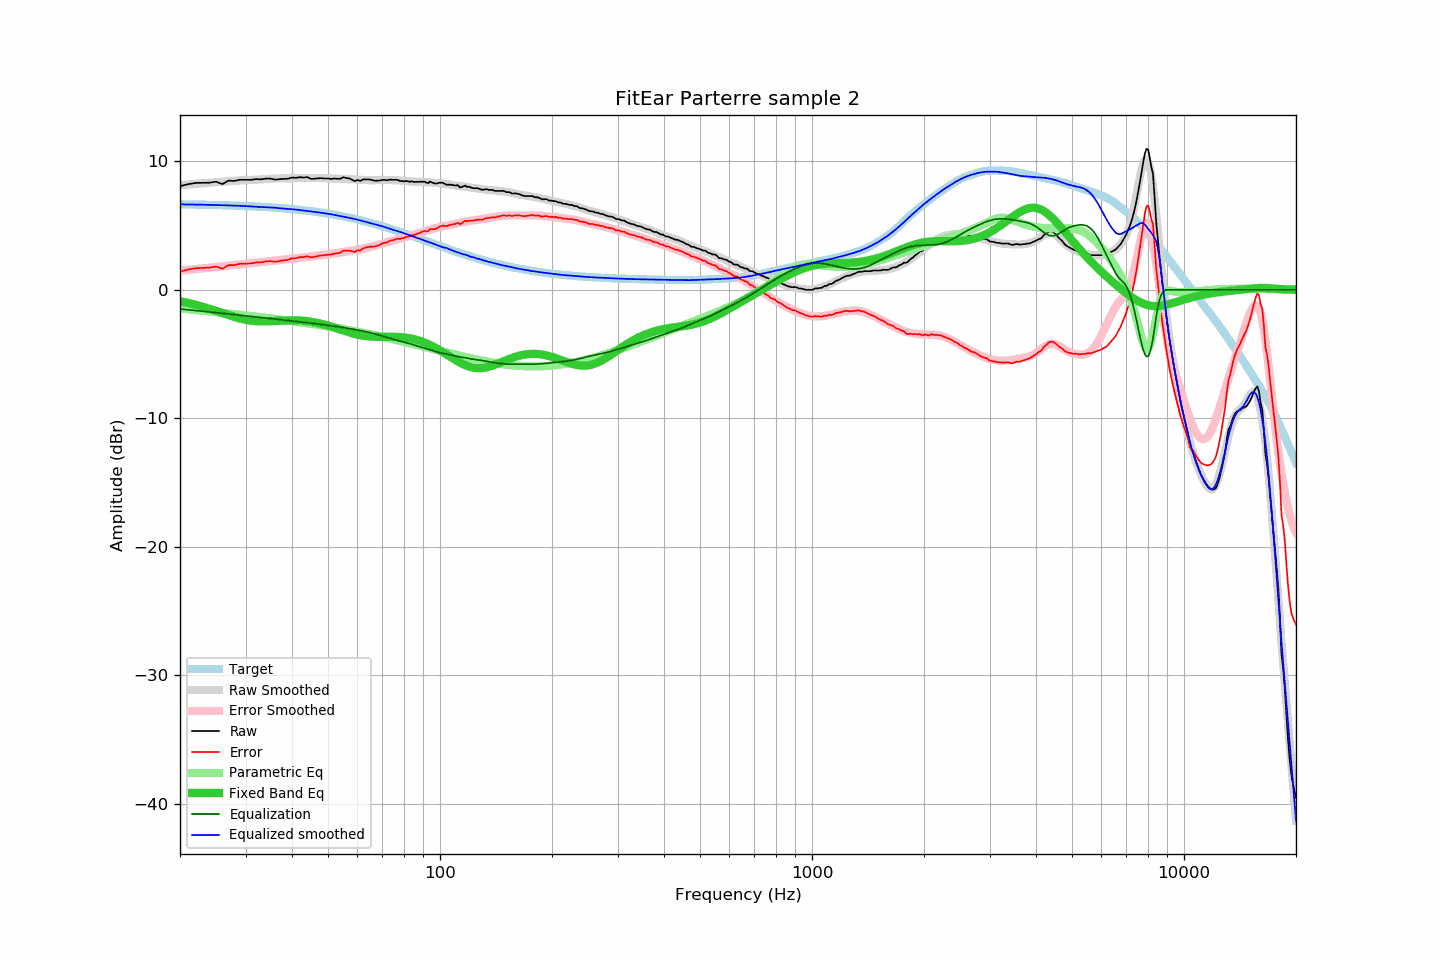 FitEar Parterre sample 2
10
0
−10
−20
−30
−40
Amplitude (dBr)
Target
Raw Smoothed
Error Smoothed
Raw
Error
Parametric Eq
Fixed Band Eq
Equalization
Equalized smoothed
100
1000
10000
Frequency (Hz)